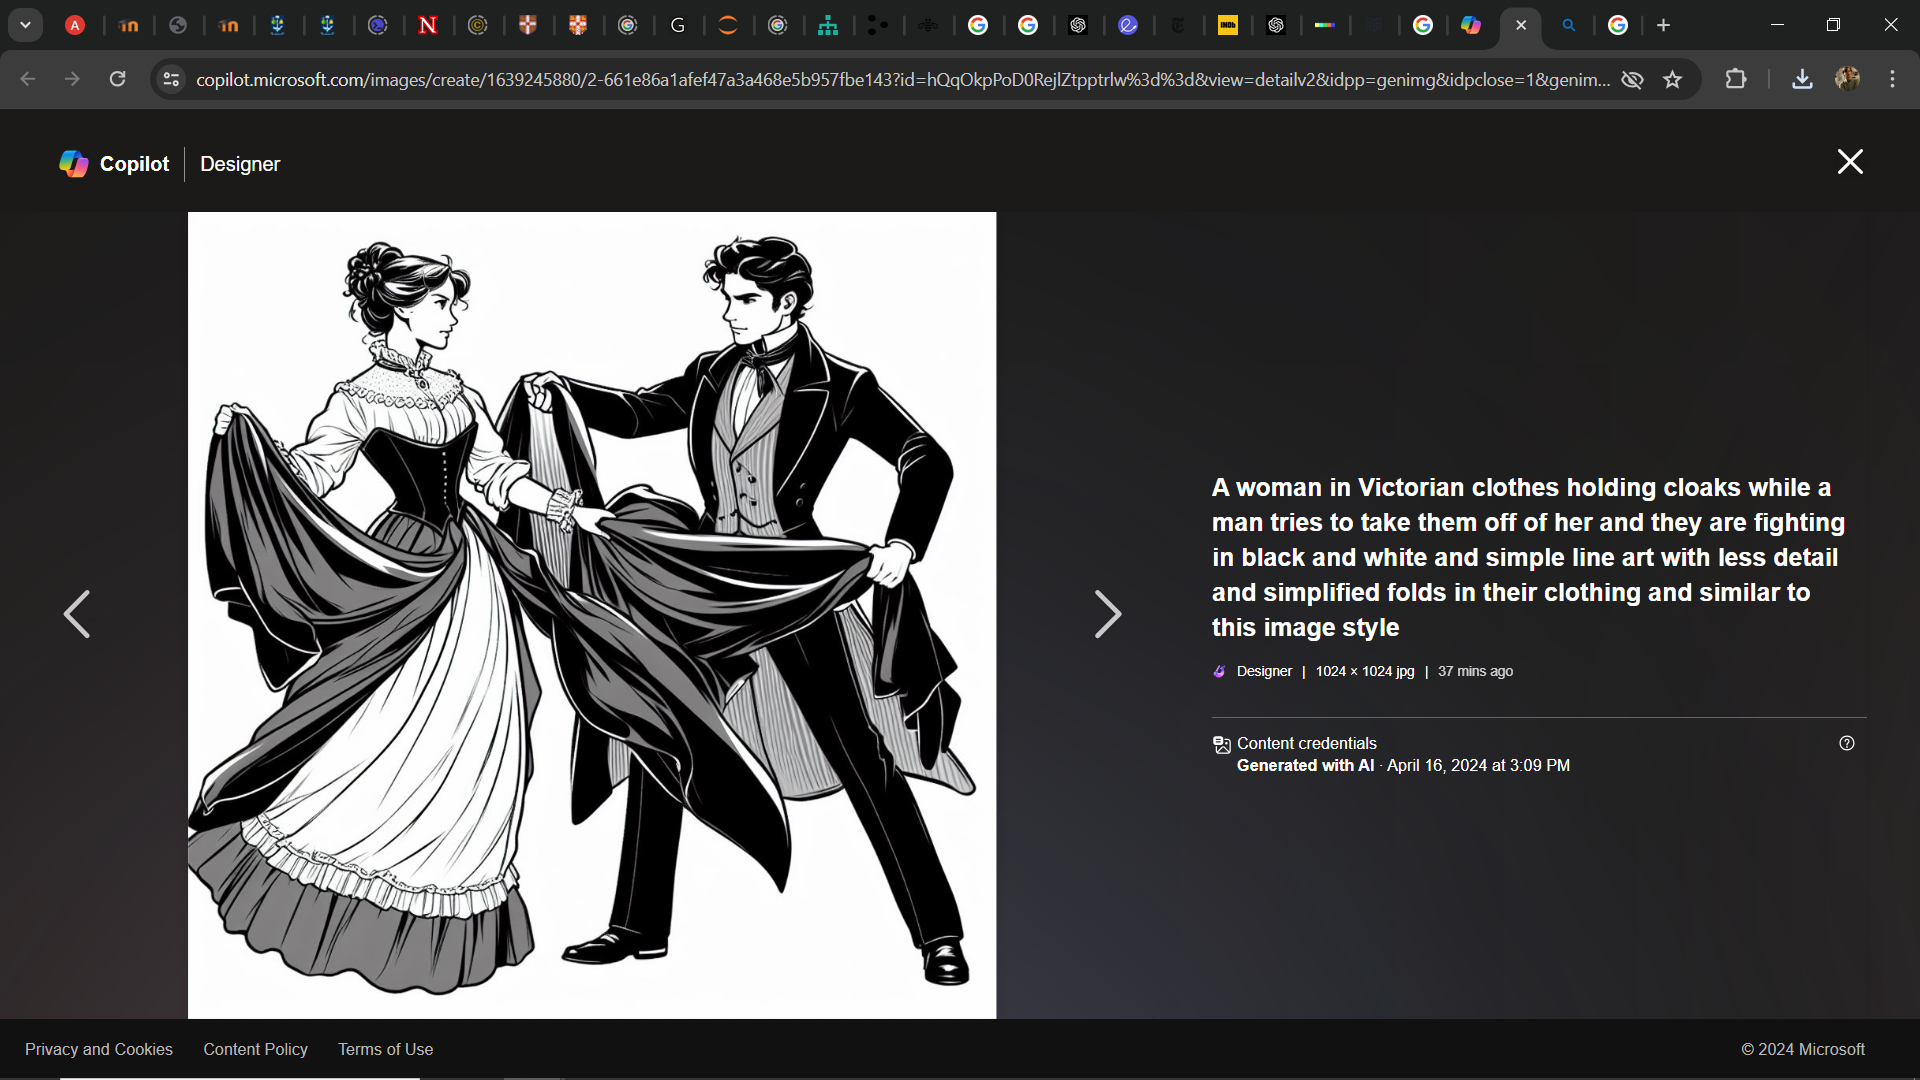 copilot.microsoft.com/images/create/1639245880/2-661e86a1afef47a3a468e5b957fbe143?id=hQqOkpPoD0RejlZtpptrlw%3d%3d&view=detailv2&idpp=genimg&idpclose=1&genim...
Copilot
Designer
A woman in Victorian clothes holding cloaks while a
man tries to take them off of her and they are fighting
in black and white and simple line art with less detail
and simplified folds in their clothing and similar to
this image style
Designer | 1024 × 1024 jpg | 37 mins ago
Content credentials
Generated with AI · April 16, 2024 at 3:09 PM
Privacy and Cookies
Content Policy
Terms of Use
© 2024 Microsoft